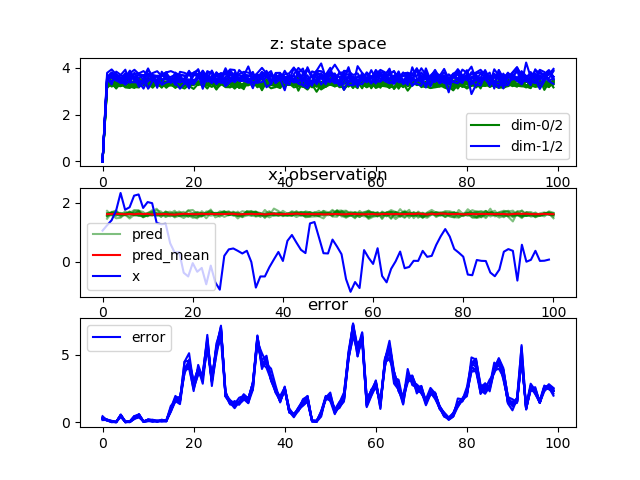 z: state space
4
2
0
dim-0/2
dim-1/2
0 20 40 60 80 100
x: observation
2
0
pred
pred_mean
x
0 20 40 60 80 100
error
5
0
error
0 20 40 60 80 100